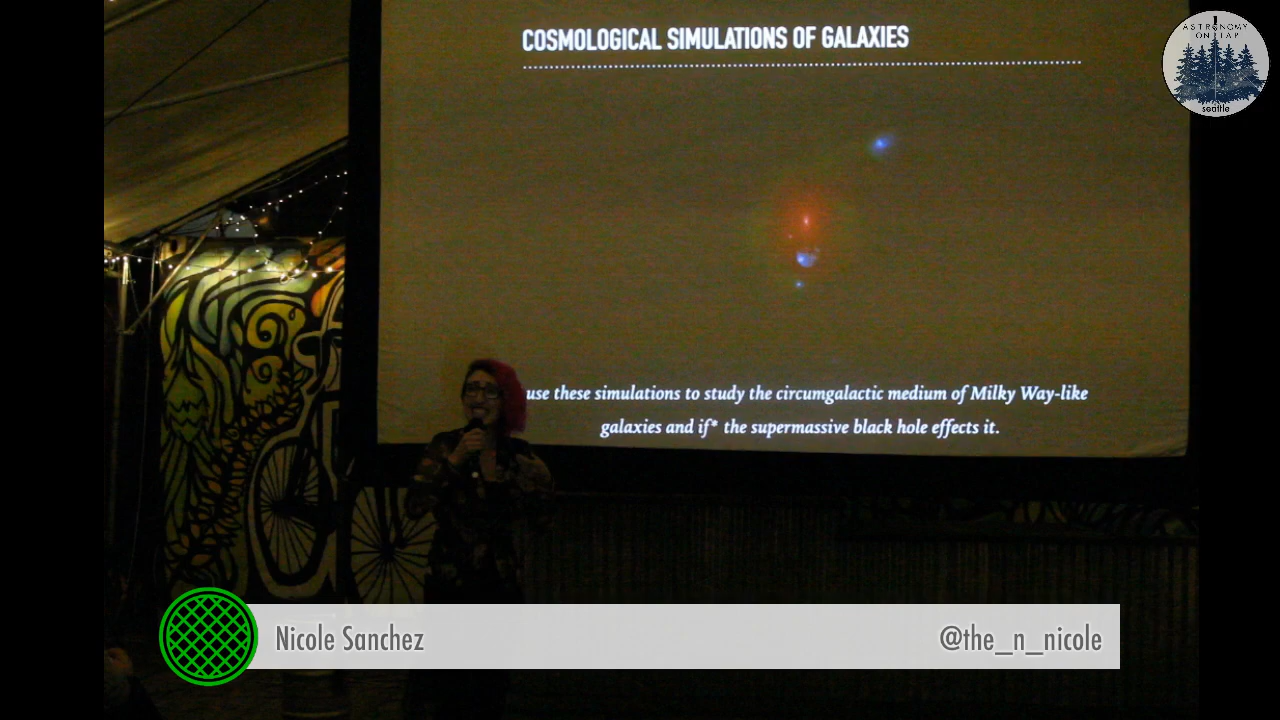 COSMOLOGICAL SIMULATIONS OF GALAXIES
ASTRONOMY
ON TAP
seattle
use these simulations to study the circumgalactic medium of Milky Way-like
galaxies and if* the supermassive black hole effects it.
Nicole Sanchez
@the_n_nicole